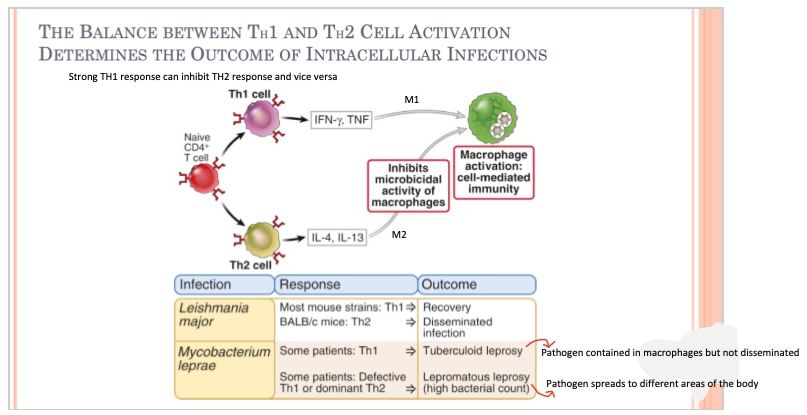 THE BALANCE BETWEEN TH1 AND TH2 CELL ACTIVATION
DETERMINES THE OUTCOME OF INTRACELLULAR INFECTIONS
Strong TH1 response can inhibit TH2 response and vice versa
Th1 cell
M1
IFN-γ, TNF
Naive
CD4+
T cell
Macrophage
activation:
cell-mediated
immunity
Inhibits
microbicidal
activity of
macrophages
IL-4, IL-13
M2
Th2 cell
Infection Response Outcome
Leishmania Most mouse strains: Th1 ⇒ Recovery
major BALB/c mice: Th2 ⇒ Disseminated
infection
Mycobacterium Some patients: Th1 ⇒ Tuberculoid leprosy
leprae
Pathogen contained in macrophages but not disseminated
Some patients: Defective Lepromatous leprosy
Th1 or dominant Th2 ⇒ (high bacterial count)
Pathogen spreads to different areas of the body